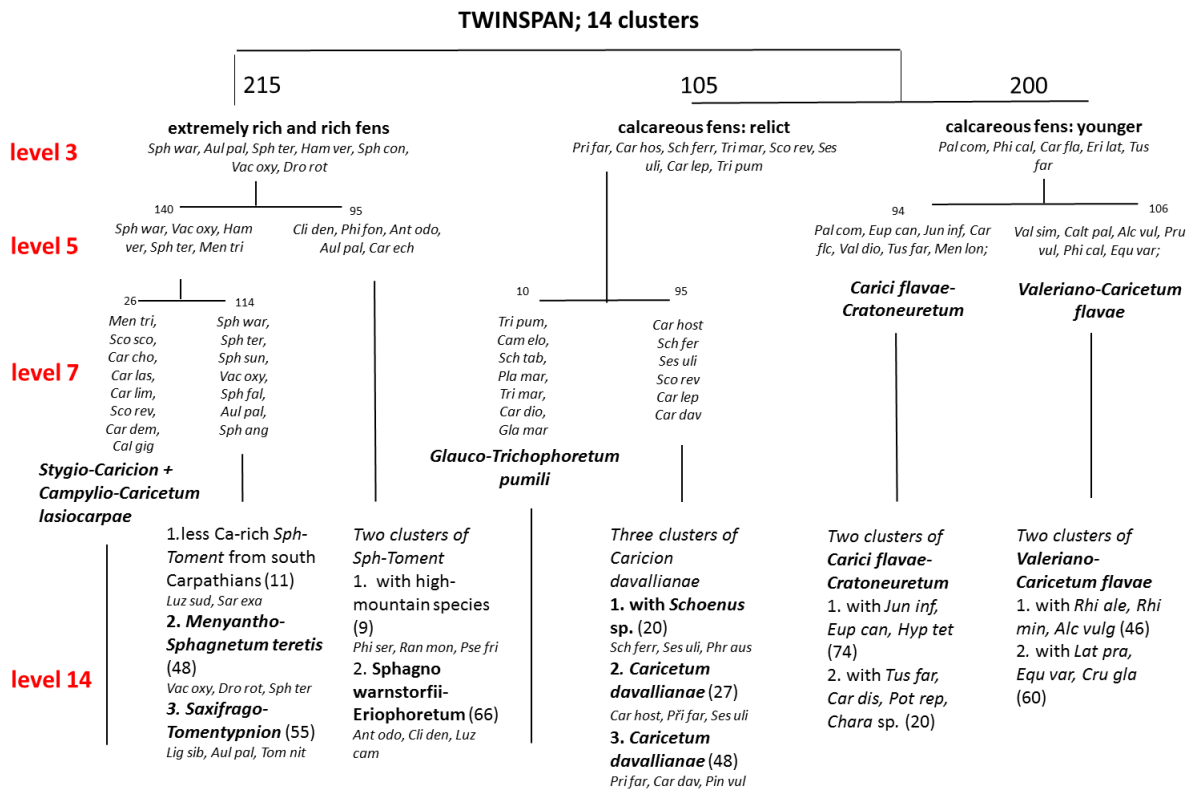 TWINSPAN; 14 clusters
215
105
200
extremely rich and rich fens
Sph war, Aul pal, Sph ter, Ham ver, Sph con,
Vac oxy, Dro rot
calcareous fens: relict
Pri far, Car hos, Sch ferr, Tri mar, Sco rev, Ses
uli, Car lep, Tri pum
calcareous fens: younger
Pal com, Phi cal, Car fla, Eri lat, Tus
far
level 3
140
95
94
106
level 5
Sph war, Vac oxy, Ham
ver, Sph ter, Men tri
Cli den, Phi fon, Ant odo,
Aul pal, Car ech
Pal com, Eup can, Jun inf, Car
flc, Val dio, Tus far, Men lon;
Val sim, Calt pal, Alc vul, Pru
vul, Phi cal, Equ var;
Carici flavae-
Cratoneuretum
Valeriano-Caricetum
flavae
26
114
10
95
level 7
Men tri,
Sco sco,
Car cho,
Car las,
Car lim,
Sco rev,
Car dem,
Cal gig
Sph war,
Sph ter,
Sph sun,
Vac oxy,
Sph fal,
Aul pal,
Sph ang
Tri pum,
Cam elo,
Sch tab,
Pla mar,
Tri mar,
Car dio,
Gla mar
Car host
Sch fer
Ses uli
Sco rev
Car lep
Car dav
Stygio-Caricion +
Campylio-Caricetum
lasiocarpae
Glauco-Trichophoretum
pumili
level 14
1.less Ca-rich Sph-
Toment from south
Carpathians (11)
Luz sud, Sar exa
2. Menyantho-
Sphagnetum teretis
(48)
Vac oxy, Dro rot, Sph ter
3. Saxifrago-
Tomentypnion (55)
Lig sib, Aul pal, Tom nit
Two clusters of
Sph-Toment
1. with high-
mountain species
(9)
Phi ser, Ran mon, Pse fri
2. Sphagno
warnstorfii-
Eriophoretum (66)
Ant odo, Cli den, Luz
cam
Three clusters of
Caricion
davallianae
1. with Schoenus
sp. (20)
Sch ferr, Ses uli, Phr aus
2. Caricetum
davallianae (27)
Car host, Při far, Ses uli
3. Caricetum
davallianae (48)
Pri far, Car dav, Pin vul
Two clusters of
Carici flavae-
Cratoneuretum
1. with Jun inf,
Eup can, Hyp tet
(74)
2. with Tus far,
Car dis, Pot rep,
Chara sp. (20)
Two clusters of
Valeriano-
Caricetum flavae
1. with Rhi ale, Rhi
min, Alc vulg (46)
2. with Lat pra,
Equ var, Cru gla
(60)